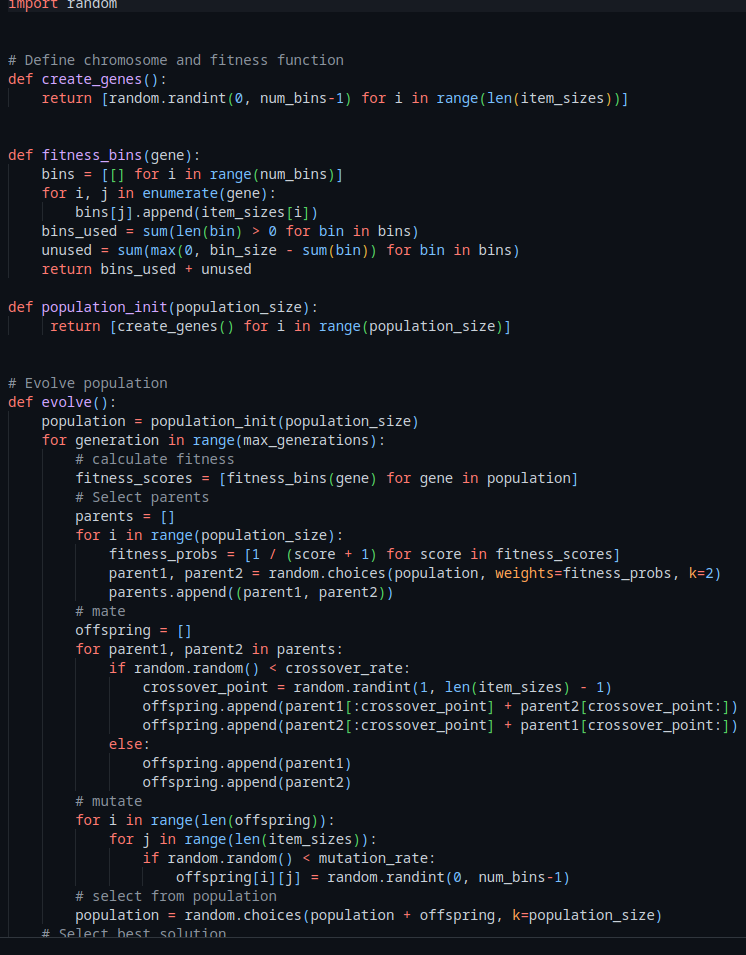 import random
# Define chromosome and fitness function
def create_genes():
    return [random.randint(0, num_bins-1) for i in range(len(item_sizes))]
def fitness_bins(gene):
    bins = [[] for i in range(num_bins)]
    for i, j in enumerate(gene):
        bins[j].append(item_sizes[i])
    bins_used = sum(len(bin) > 0 for bin in bins)
    unused = sum(max(0, bin_size - sum(bin)) for bin in bins)
    return bins_used + unused
def population_init(population_size):
     return [create_genes() for i in range(population_size)]
# Evolve population
def evolve():
    population = population_init(population_size)
    for generation in range(max_generations):
        # calculate fitness
        fitness_scores = [fitness_bins(gene) for gene in population]
        # Select parents
        parents = []
        for i in range(population_size):
            fitness_probs = [1 / (score + 1) for score in fitness_scores]
            parent1, parent2 = random.choices(population, weights=fitness_probs, k=2)
            parents.append((parent1, parent2))
        # mate
        offspring = []
        for parent1, parent2 in parents:
            if random.random() < crossover_rate:
                crossover_point = random.randint(1, len(item_sizes) - 1)
                offspring.append(parent1[:crossover_point] + parent2[crossover_point:])
                offspring.append(parent2[:crossover_point] + parent1[crossover_point:])
            else:
                offspring.append(parent1)
                offspring.append(parent2)
        # mutate
        for i in range(len(offspring)):
            for j in range(len(item_sizes)):
                if random.random() < mutation_rate:
                    offspring[i][j] = random.randint(0, num_bins-1)
        # select from population
        population = random.choices(population + offspring, k=population_size)
    # Select best solution